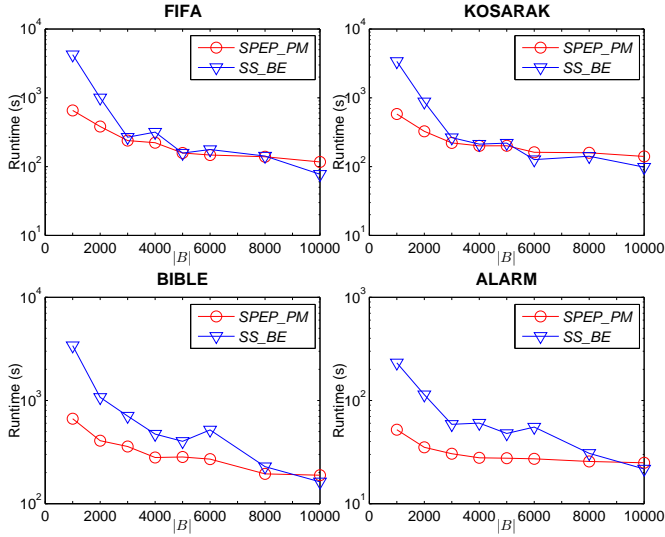 FIFA
10^4
10^3
10^2
10^1
Runtime (s)
SPEP_PM
SS_BE
0 2000 4000 6000 8000 10000
|B|
KOSARAK
10^4
10^3
10^2
10^1
Runtime (s)
SPEP_PM
SS_BE
0 2000 4000 6000 8000 10000
|B|
BIBLE
10^4
10^3
10^2
Runtime (s)
SPEP_PM
SS_BE
0 2000 4000 6000 8000 10000
|B|
ALARM
10^3
10^2
10^1
Runtime (s)
SPEP_PM
SS_BE
0 2000 4000 6000 8000 10000
|B|